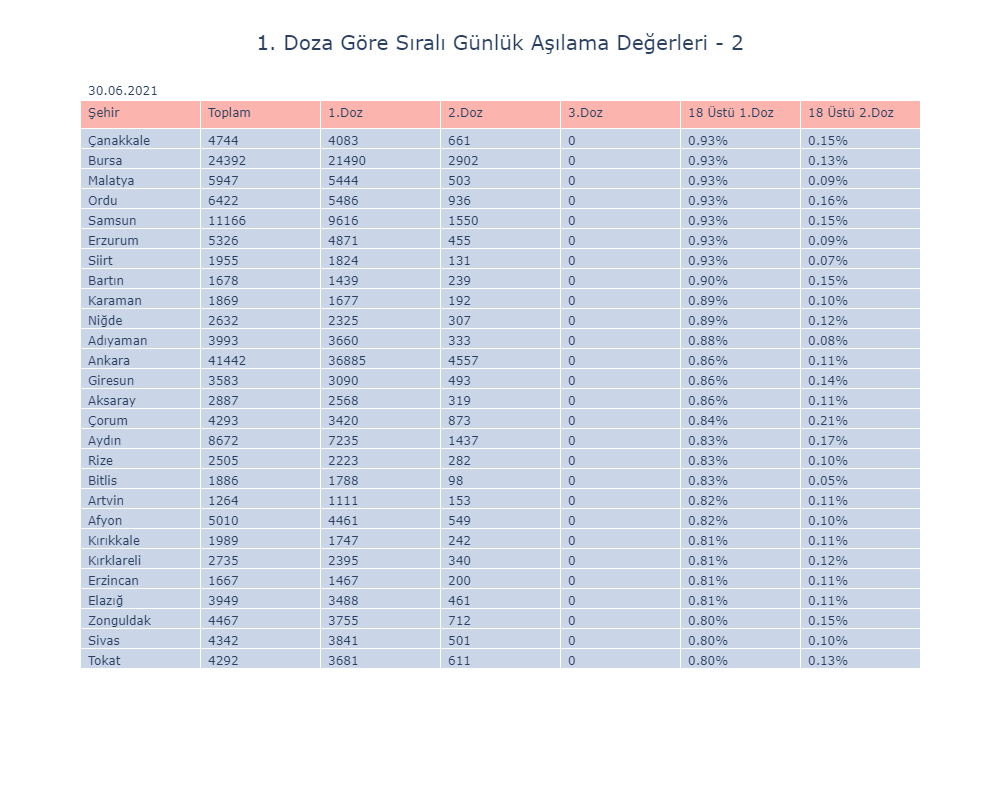 1. Doza Göre Sıralı Günlük Aşılama Değerleri - 2
30.06.2021
Şehir Toplam 1.Doz 2.Doz 3.Doz 18 Üstü 1.Doz 18 Üstü 2.Doz
Çanakkale 4744 4083 661 0 0.93% 0.15%
Bursa 24392 21490 2902 0 0.93% 0.13%
Malatya 5947 5444 503 0 0.93% 0.09%
Ordu 6422 5486 936 0 0.93% 0.16%
Samsun 11166 9616 1550 0 0.93% 0.15%
Erzurum 5326 4871 455 0 0.93% 0.09%
Siirt 1955 1824 131 0 0.93% 0.07%
Bartın 1678 1439 239 0 0.90% 0.15%
Karaman 1869 1677 192 0 0.89% 0.10%
Niğde 2632 2325 307 0 0.89% 0.12%
Adıyaman 3993 3660 333 0 0.88% 0.08%
Ankara 41442 36885 4557 0 0.86% 0.11%
Giresun 3583 3090 493 0 0.86% 0.14%
Aksaray 2887 2568 319 0 0.86% 0.11%
Çorum 4293 3420 873 0 0.84% 0.21%
Aydın 8672 7235 1437 0 0.83% 0.17%
Rize 2505 2223 282 0 0.83% 0.10%
Bitlis 1886 1788 98 0 0.83% 0.05%
Artvin 1264 1111 153 0 0.82% 0.11%
Afyon 5010 4461 549 0 0.82% 0.10%
Kırıkkale 1989 1747 242 0 0.81% 0.11%
Kırklareli 2735 2395 340 0 0.81% 0.12%
Erzincan 1667 1467 200 0 0.81% 0.11%
Elazığ 3949 3488 461 0 0.81% 0.11%
Zonguldak 4467 3755 712 0 0.80% 0.15%
Sivas 4342 3841 501 0 0.80% 0.10%
Tokat 4292 3681 611 0 0.80% 0.13%